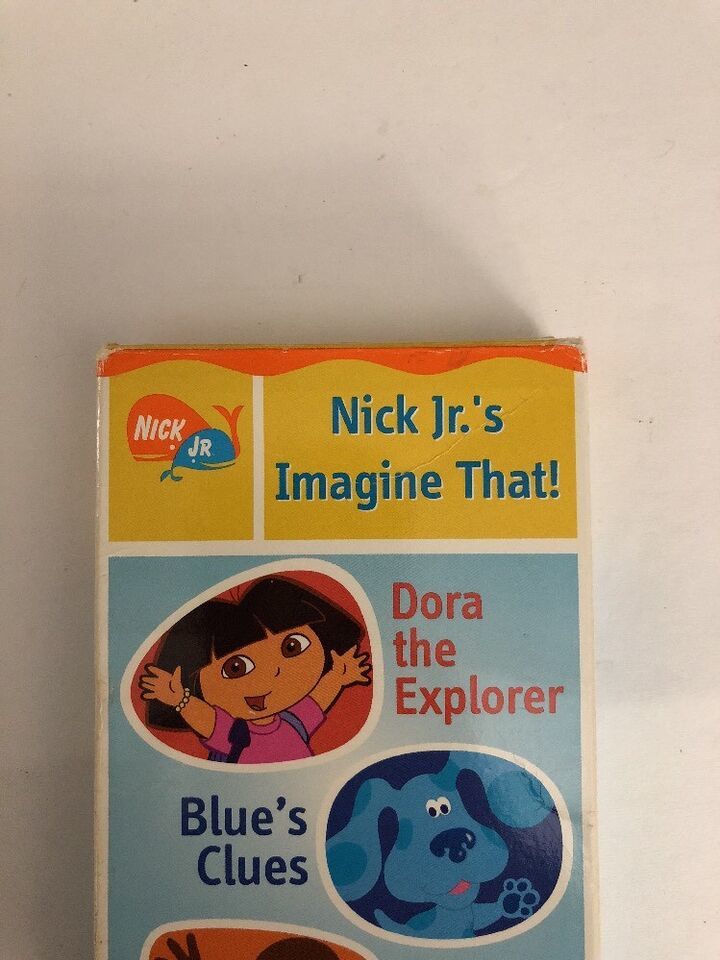 NICK
JR
Nick Jr.'s
Imagine That!
Dora
the
Explorer
Blue's
Clues